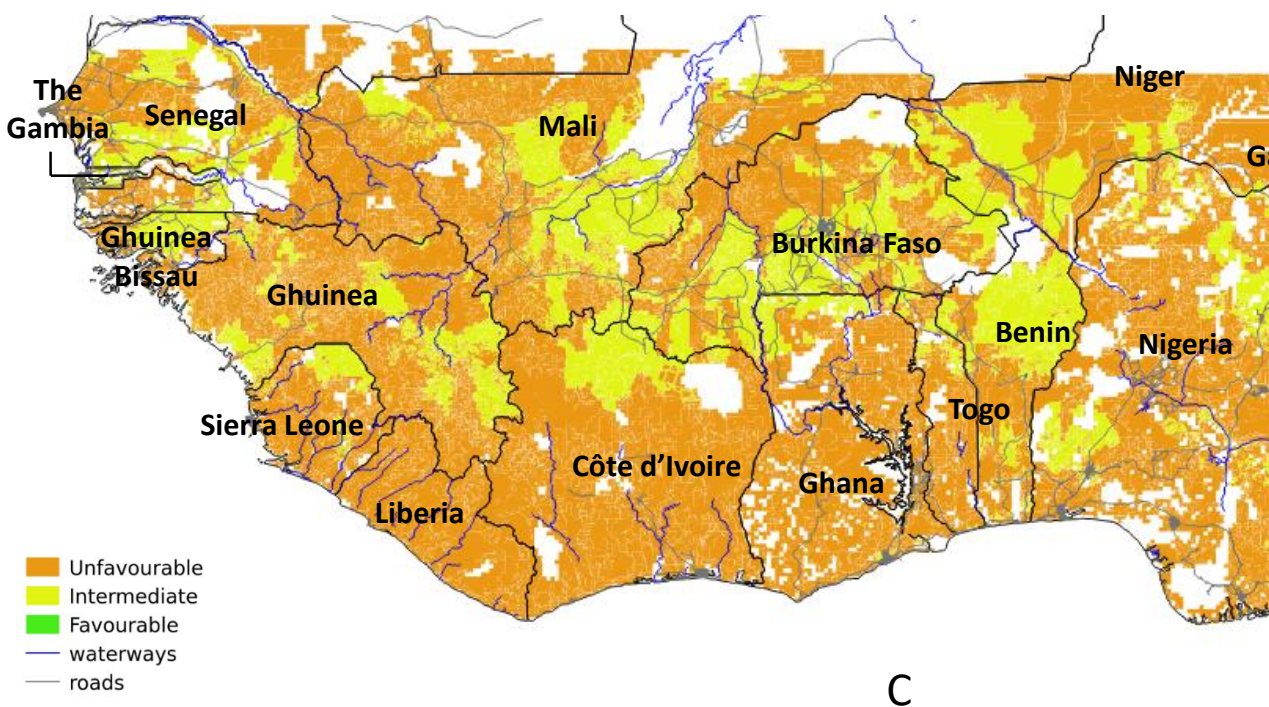 The
Gambia
Senegal
Mali
Niger
Ga
Ghuinea
Bissau
Ghuinea
Burkina Faso
Benin
Nigeria
Sierra Leone
Togo
Côte d’Ivoire
Ghana
Liberia
Unfavourable
Intermediate
Favourable
waterways
roads
C